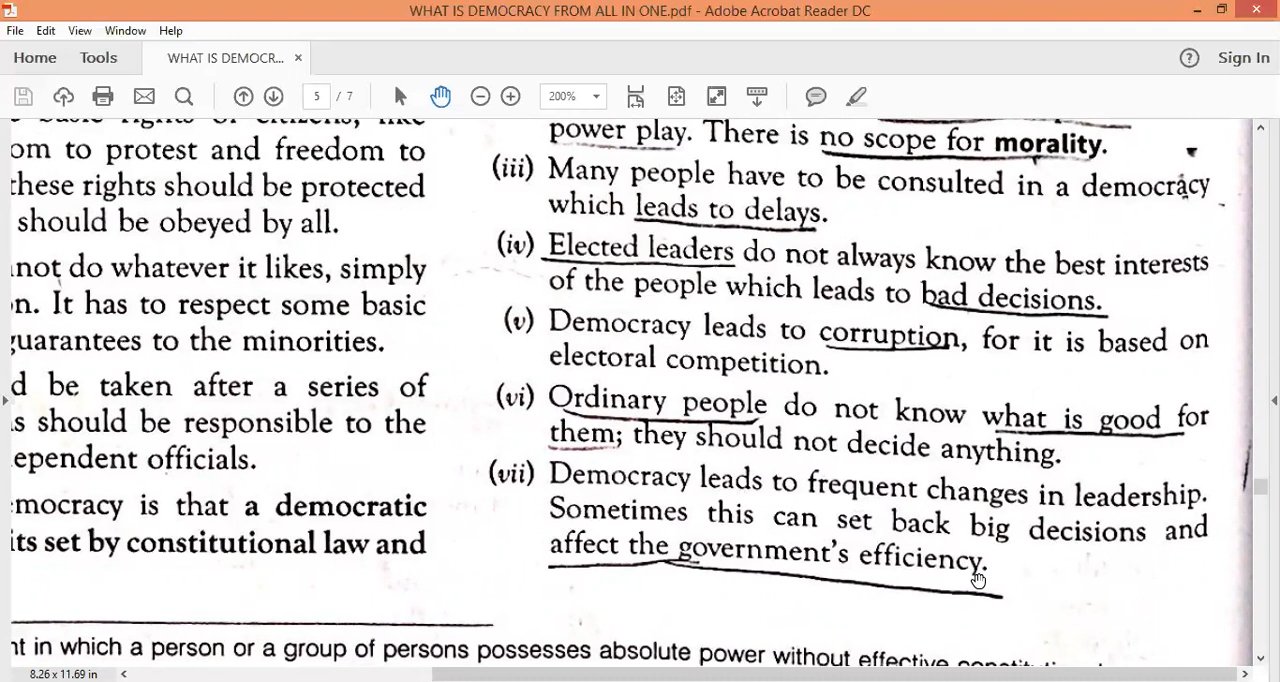 WHAT IS DEMOCRACY FROM ALL IN ONE.pdf - Adobe Acrobat Reader DC
File Edit View Window Help
Home Tools WHAT IS DEMOCR... × Sign In
5 / 7 200%
basic rights of citizens, like
om to protest and freedom to
these rights should be protected
should be obeyed by all.
not do whatever it likes, simply
n. It has to respect some basic
guarantees to the minorities.
d be taken after a series of
s should be responsible to the
ependent officials.
mocracy is that a democratic
its set by constitutional law and
power play. There is no scope for morality.
(iii) Many people have to be consulted in a democracy
which leads to delays.
(iv) Elected leaders do not always know the best interests
of the people which leads to bad decisions.
(v) Democracy leads to corruption, for it is based on
electoral competition.
(vi) Ordinary people do not know what is good for
them; they should not decide anything.
(vii) Democracy leads to frequent changes in leadership.
Sometimes this can set back big decisions and
affect the government's efficiency.
nt in which a person or a group of persons possesses absolute power without effective
8.26 x 11.69 in